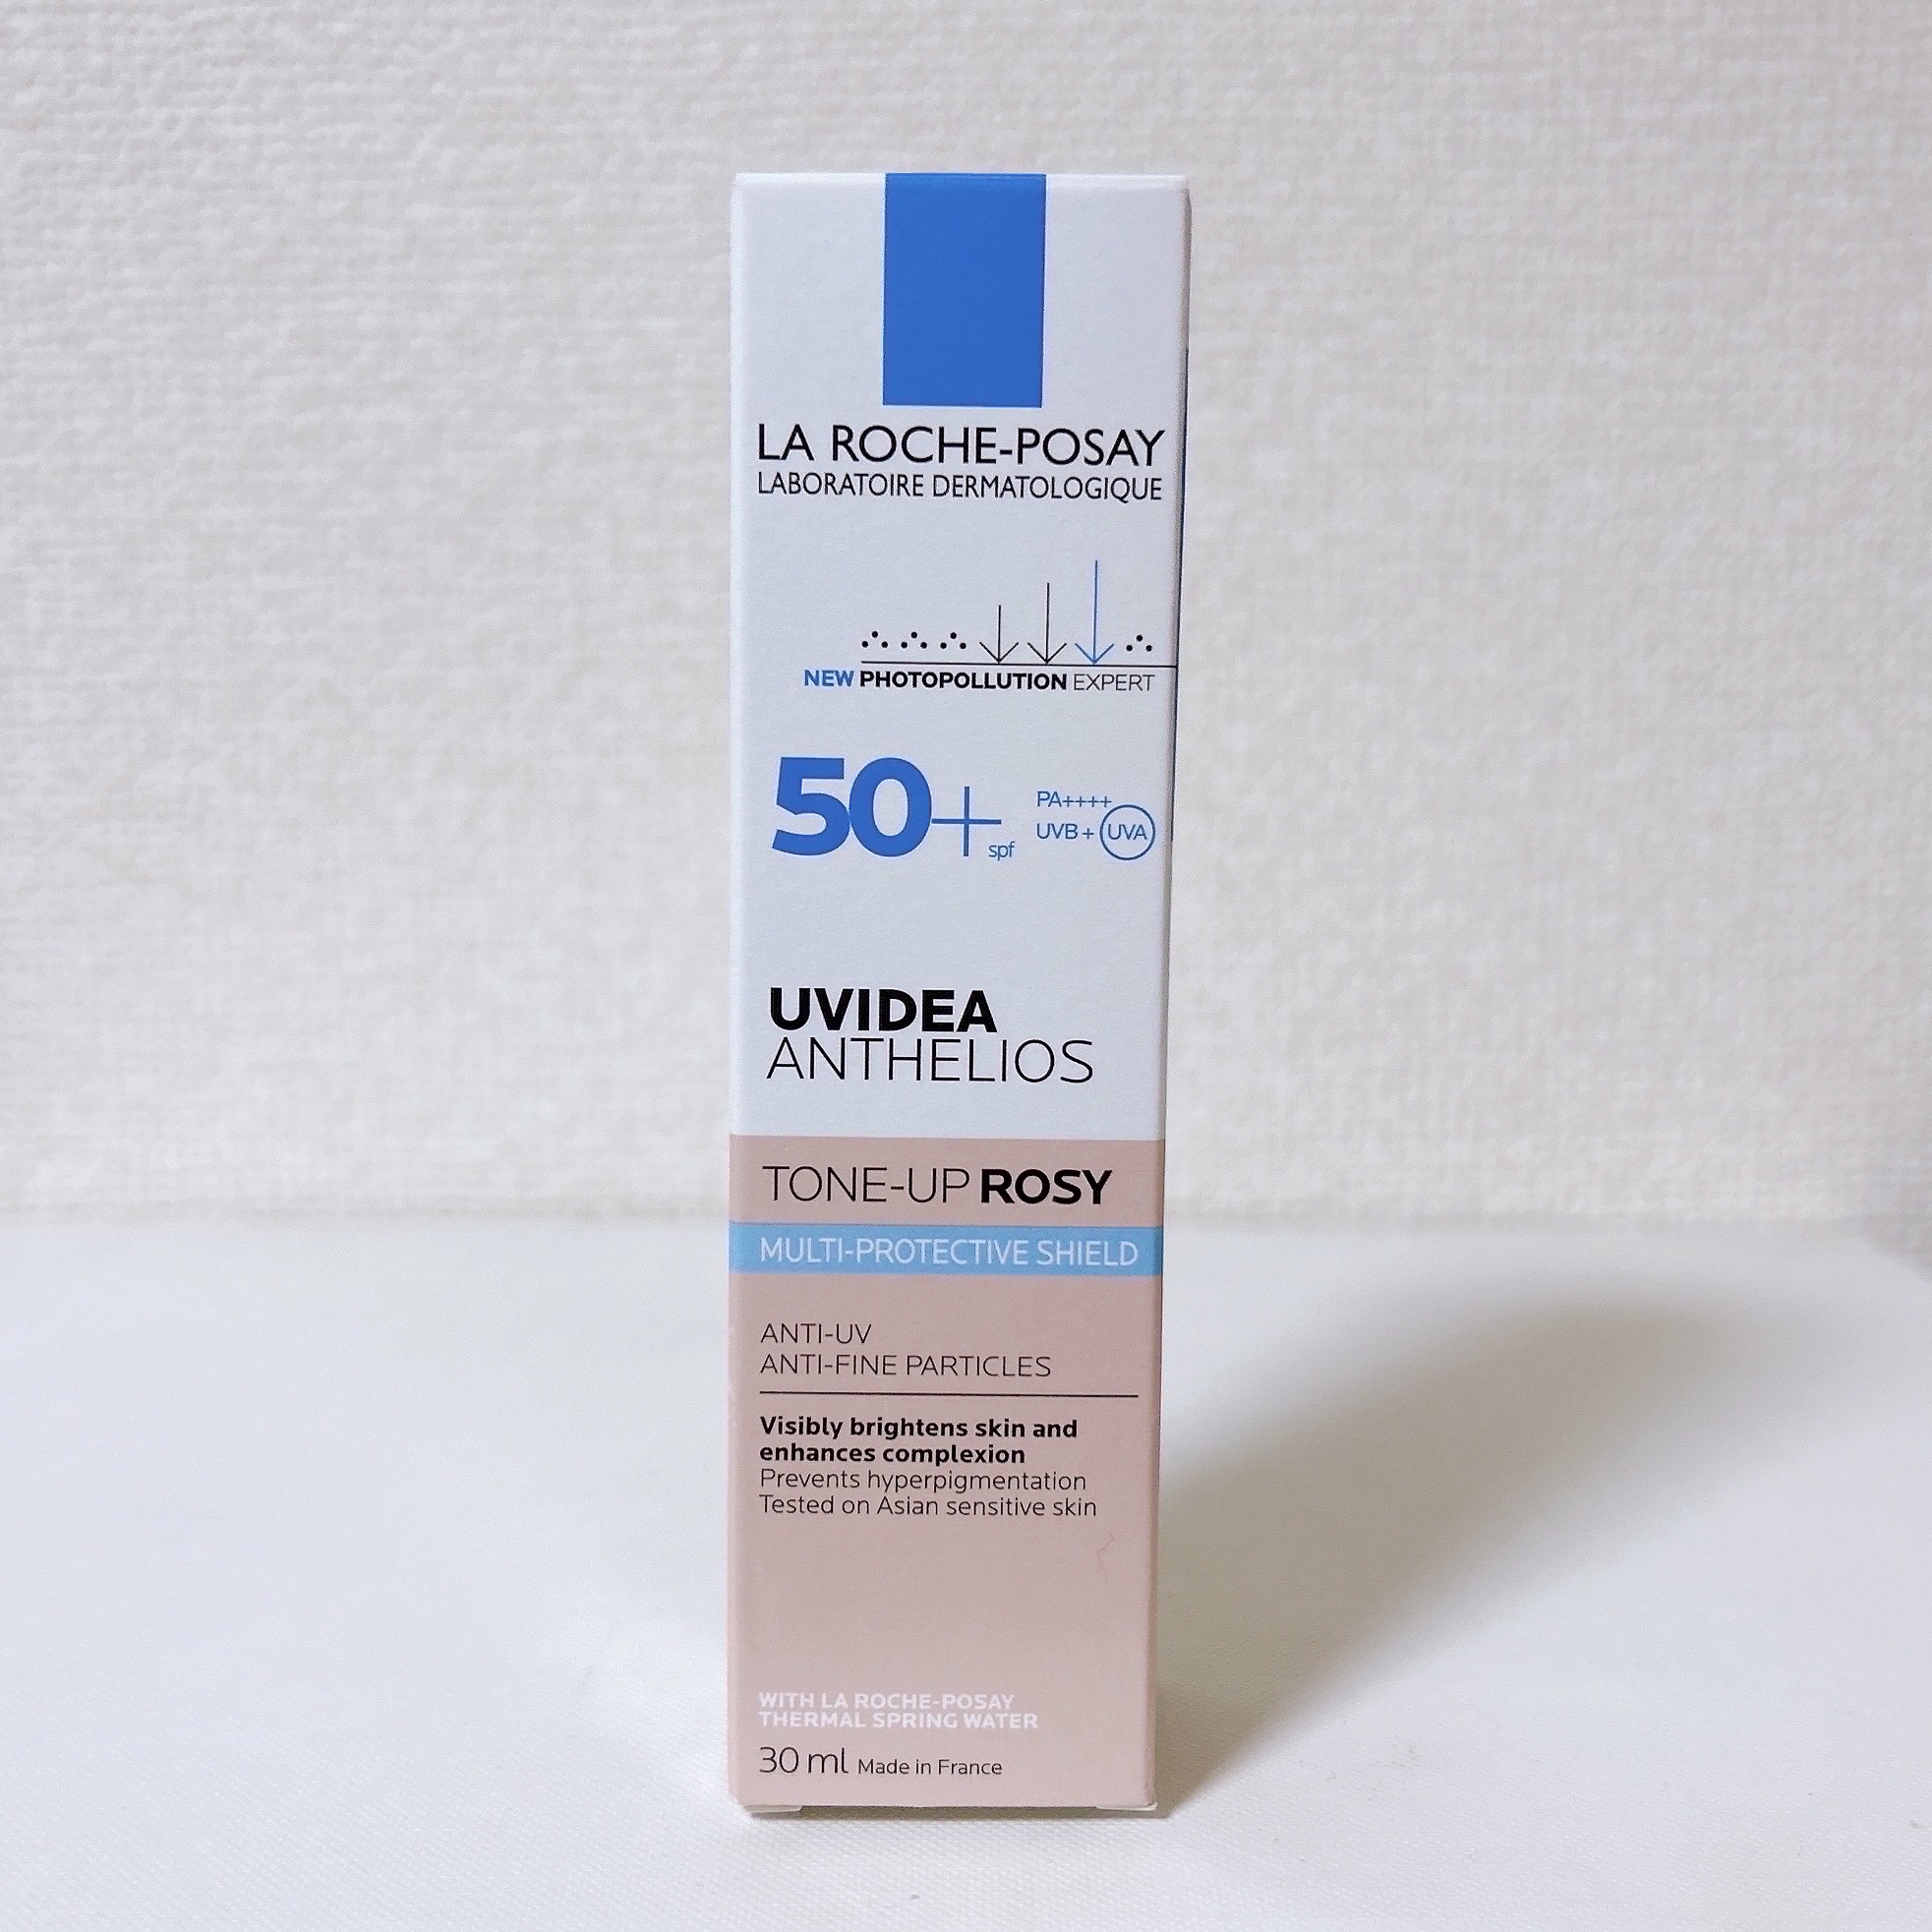 LA ROCHE-POSAY
LABORATOIRE DERMATOLOGIQUE
NEW PHOTOPOLLUTION EXPERT
50+ spf
PA++++
UVB + UVA
UVIDEA
ANTHELIOS
TONE-UP ROSY
MULTI-PROTECTIVE SHIELD
ANTI-UV
ANTI-FINE PARTICLES
Visibly brightens skin and
enhances complexion
Prevents hyperpigmentation
Tested on Asian sensitive skin
WITH LA ROCHE-POSAY
THERMAL SPRING WATER
30 ml Made in France